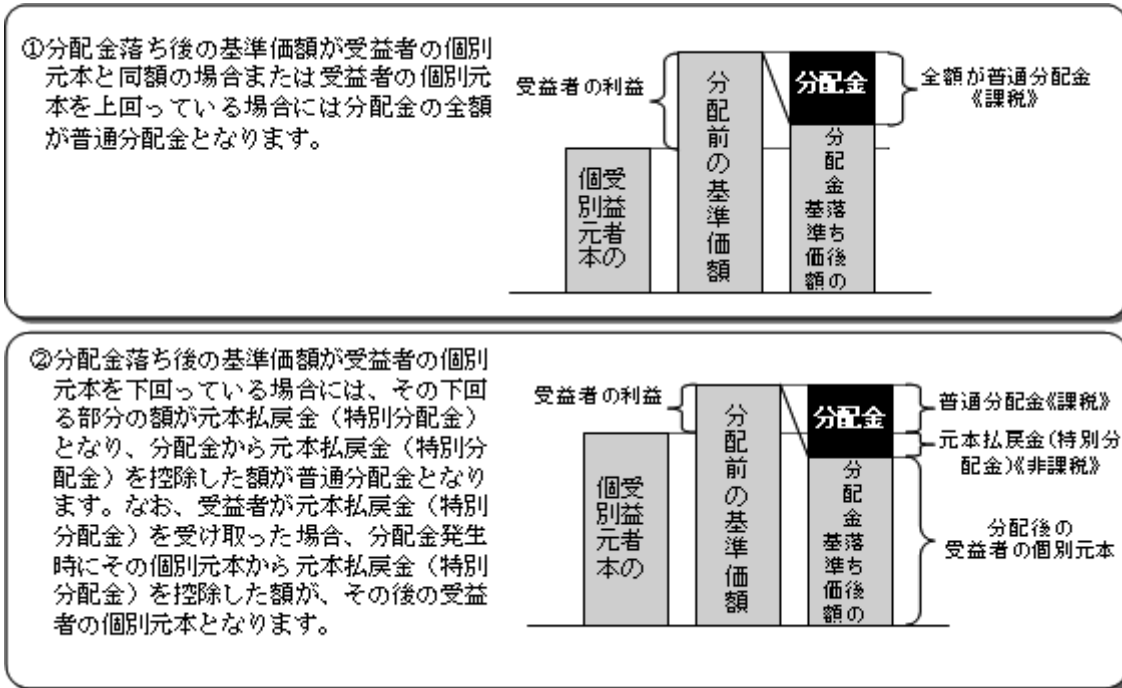 ①分配金落ち後の基準価額が受益者の個別
元本と同額の場合または受益者の個別元
本を上回っている場合には分配金の全額
が普通分配金となります。
受益者の利益
受益者の
個別元本
分配前の基準価額
分配金
分配金落ち後の
基準価額
全額が普通分配金
《課税》
②分配金落ち後の基準価額が受益者の個別
元本を下回っている場合には、その下回
る部分の額が元本払戻金（特別分配金）
となり、分配金から元本払戻金（特別分
配金）を控除した額が普通分配金となり
ます。なお、受益者が元本払戻金（特別
分配金）を受け取った場合、分配金発生
時にその個別元本から元本払戻金（特別
分配金）を控除した額が、その後の受益
者の個別元本となります。
受益者の利益
受益者の
個別元本
分配前の基準価額
分配金
分配金落ち後の
基準価額
普通分配金《課税》
元本払戻金(特別分
配金)《非課税》
分配後の
受益者の個別元本